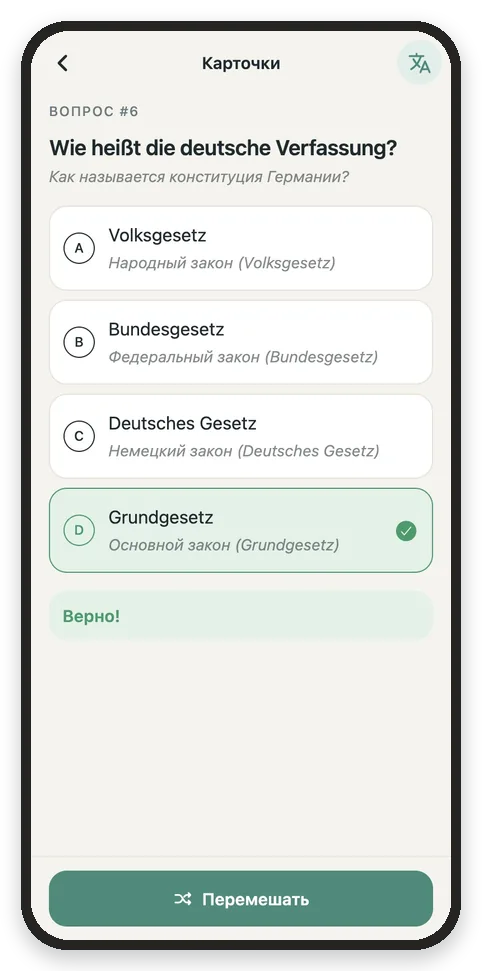 Карточки
ВОПРОС #6
Wie heißt die deutsche Verfassung?
Как называется конституция Германии?
A
Volksgesetz
Народный закон (Volksgesetz)
B
Bundesgesetz
Федеральный закон (Bundesgesetz)
C
Deutsches Gesetz
Немецкий закон (Deutsches Gesetz)
D
Grundgesetz
Основной закон (Grundgesetz)
Верно!
Перемешать